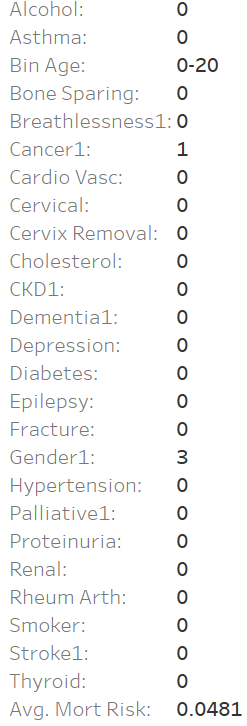 Alcohol: 0
Asthma: 0
Bin Age: 0-20
Bone Sparing: 0
Breathlessness1: 0
Cancer1: 1
Cardio Vasc: 0
Cervical: 0
Cervix Removal: 0
Cholesterol: 0
CKD1: 0
Dementia1: 0
Depression: 0
Diabetes: 0
Epilepsy: 0
Fracture: 0
Gender1: 3
Hypertension: 0
Palliative1: 0
Proteinuria: 0
Renal: 0
Rheum Arth: 0
Smoker: 0
Stroke1: 0
Thyroid: 0
Avg. Mort Risk: 0.0481